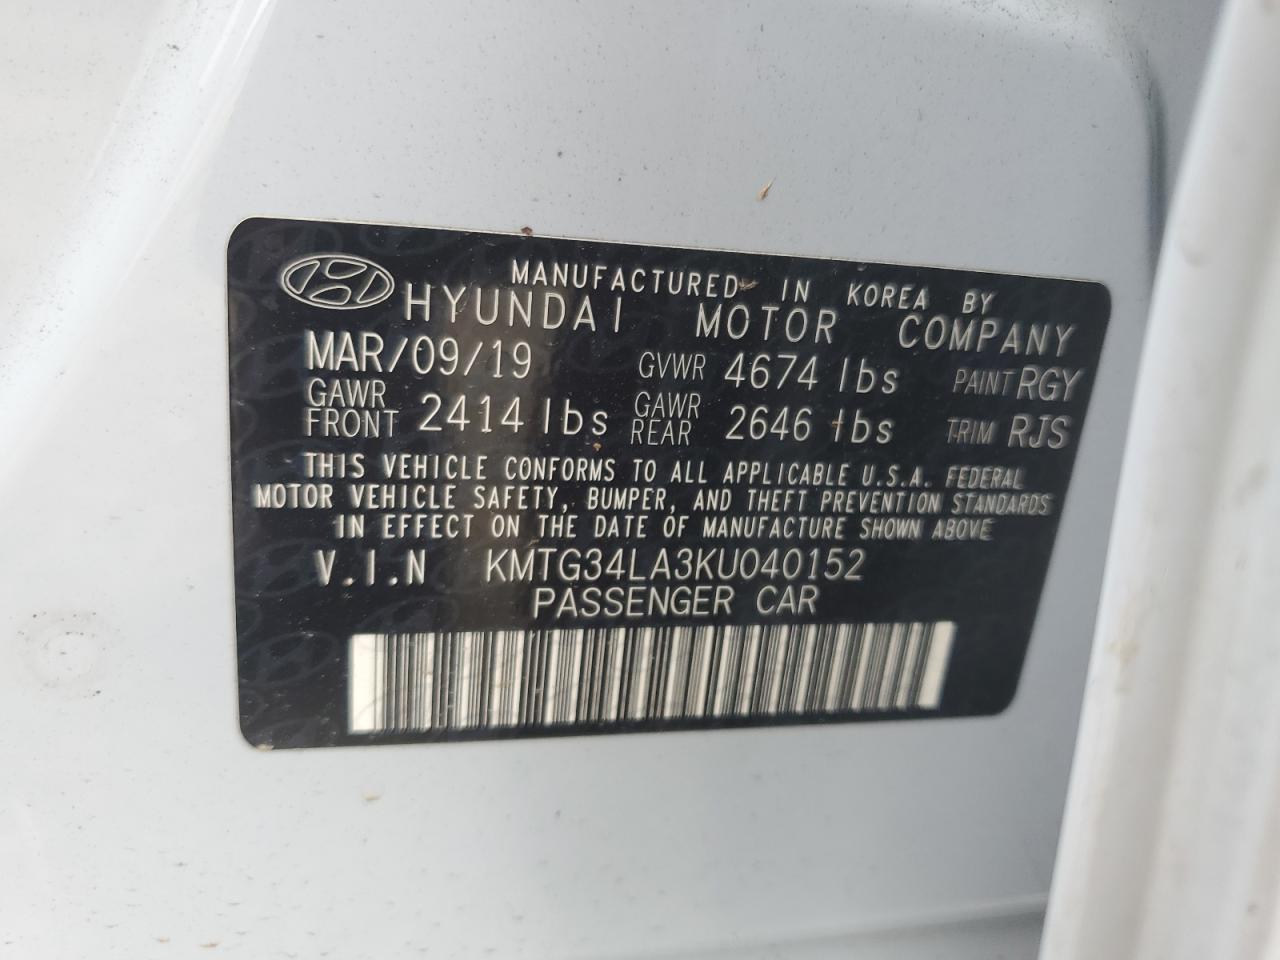 MANUFACTURED IN KOREA BY
HYUNDAI MOTOR COMPANY
MAR/09/19 GVWR 4674 lbs PAINT RGY
GAWR FRONT 2414 lbs GAWR REAR 2646 lbs TRIM RJS
THIS VEHICLE CONFORMS TO ALL APPLICABLE U.S.A. FEDERAL
MOTOR VEHICLE SAFETY, BUMPER, AND THEFT PREVENTION STANDARDS
IN EFFECT ON THE DATE OF MANUFACTURE SHOWN ABOVE
V.I.N KMTG34LA3KU040152
PASSENGER CAR